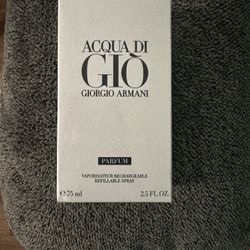 ACQUA DI
GIÒ
GIORGIO ARMANI
PARFUM
VAPORISATEUR RECHARGEABLE
REFILLABLE SPRAY
℮ 75 ml 2.5 FL.OZ.